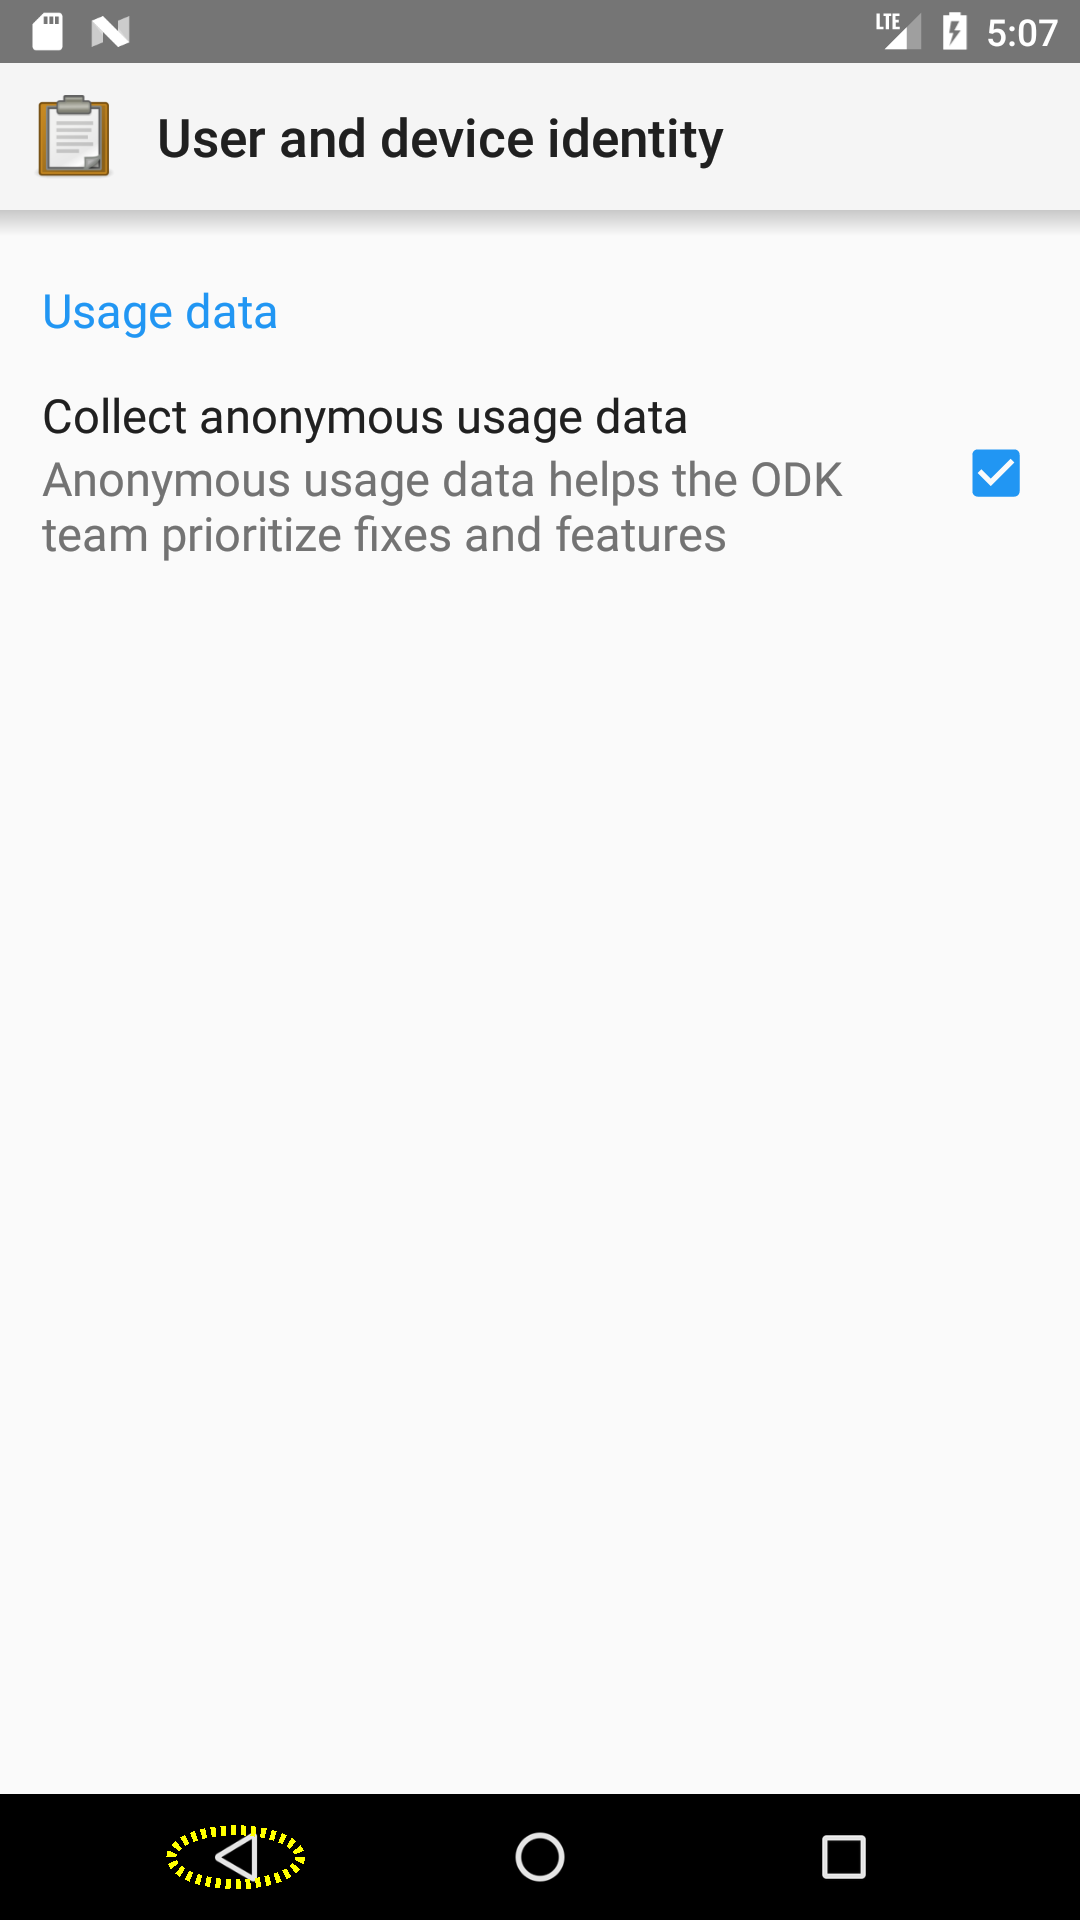 LTE 5:07
User and device identity
Usage data
Collect anonymous usage data
Anonymous usage data helps the ODK
team prioritize fixes and features